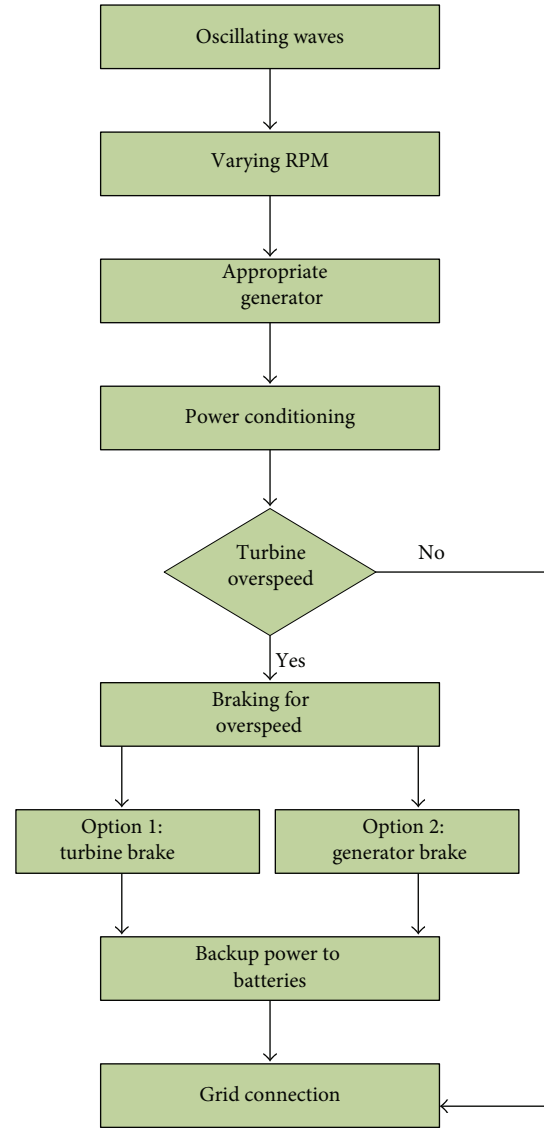 Oscillating waves
Varying RPM
Appropriate
generator
Power conditioning
Turbine
overspeed
No
Yes
Braking for
overspeed
Option 1:
turbine brake
Option 2:
generator brake
Backup power to
batteries
Grid connection